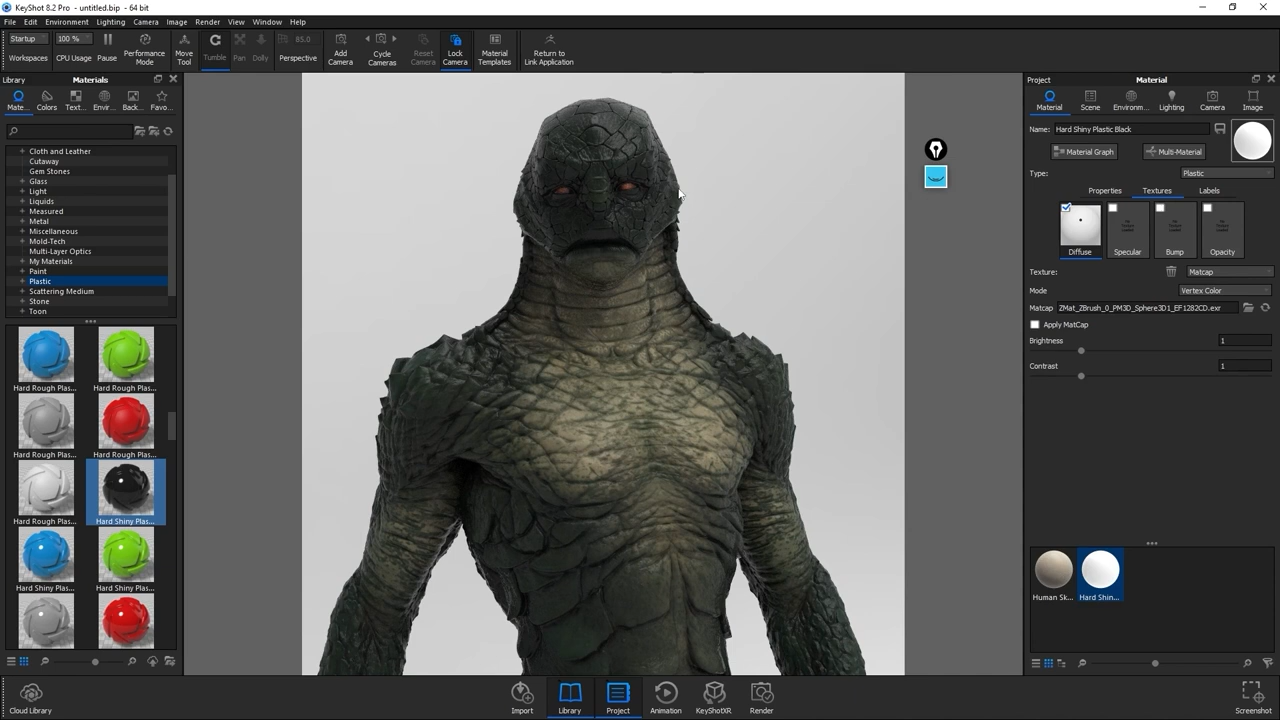 KeyShot 8.2 Pro - untitled.bip - 64 bit
File Edit Environment Lighting Camera Image Render View Window Help
Startup 100 % 85.0
Workspaces CPU Usage Pause Performance Mode Move Tool Tumble Pan Dolly Perspective Add Camera Cycle Cameras Reset Camera Lock Camera Material Templates Return to Link Application
Library Materials
Mate... Colors Text... Envir... Back... Favo...
Cloth and Leather
Cutaway
Gem Stones
Glass
Light
Liquids
Measured
Metal
Miscellaneous
Mold-Tech
Multi-Layer Optics
My Materials
Paint
Plastic
Scattering Medium
Stone
Toon
Hard Rough Plas... Hard Rough Plas...
Hard Rough Plas... Hard Rough Plas...
Hard Rough Plas... Hard Shiny Plas...
Hard Shiny Plas... Hard Shiny Plas...
Project Material
Material Scene Environm... Lighting Camera Image
Name: Hard Shiny Plastic Black
Material Graph Multi-Material
Type: Plastic
Properties Textures Labels
Diffuse Specular Bump Opacity
Texture: Matcap
Mode Vertex Color
Matcap ZMat_ZBrush_0_PM3D_Sphere3D1_EF1282CD.exr
Apply MatCap
Brightness 1
Contrast 1
Human Sk... Hard Shin...
Cloud Library Import Library Project Animation KeyShotXR Render Screenshot